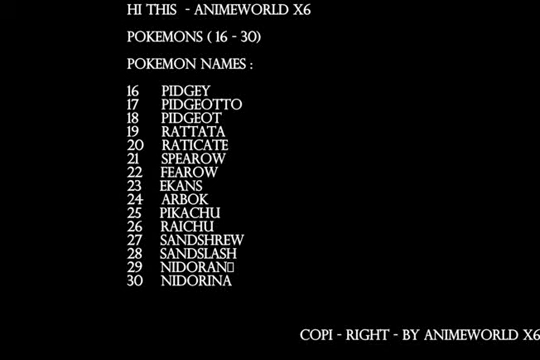 HI THIS - ANIMEWORLD X6
POKEMONS ( 16 - 30)
POKEMON NAMES :
16 PIDGEY
17 PIDGEOTTO
18 PIDGEOT
19 RATTATA
20 RATICATE
21 SPEAROW
22 FEAROW
23 EKANS
24 ARBOK
25 PIKACHU
26 RAICHU
27 SANDSHREW
28 SANDSLASH
29 NIDORAN▯
30 NIDORINA
COPI - RIGHT - BY ANIMEWORLD X6